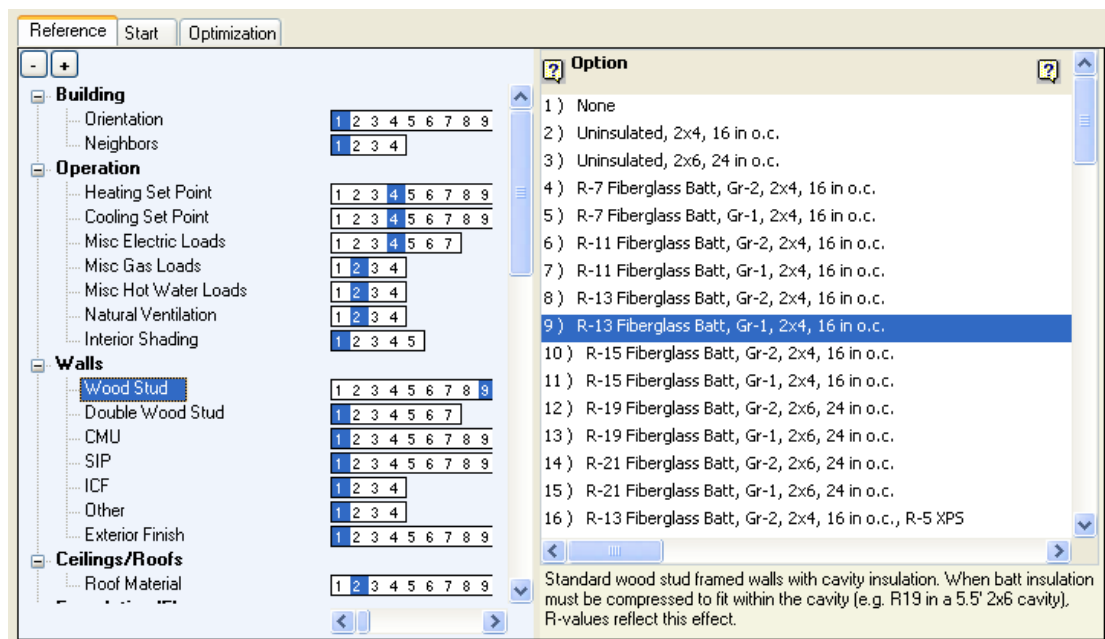 Reference Start Optimization
- +
Building
Orientation 1 2 3 4 5 6 7 8 9
Neighbors 1 2 3 4
Operation
Heating Set Point 1 2 3 4 5 6 7 8 9
Cooling Set Point 1 2 3 4 5 6 7 8 9
Misc Electric Loads 1 2 3 4 5 6 7
Misc Gas Loads 1 2 3 4
Misc Hot Water Loads 1 2 3 4
Natural Ventilation 1 2 3 4
Interior Shading 1 2 3 4 5
Walls
Wood Stud 1 2 3 4 5 6 7 8 9
Double Wood Stud 1 2 3 4 5 6 7
CMU 1 2 3 4 5 6 7 8 9
SIP 1 2 3 4 5 6 7 8 9
ICF 1 2 3 4
Other 1 2 3 4
Exterior Finish 1 2 3 4 5 6 7 8 9
Ceilings/Roofs
Roof Material 1 2 3 4 5 6 7 8 9
? Option ?
1 ) None
2 ) Uninsulated, 2x4, 16 in o.c.
3 ) Uninsulated, 2x6, 24 in o.c.
4 ) R-7 Fiberglass Batt, Gr-2, 2x4, 16 in o.c.
5 ) R-7 Fiberglass Batt, Gr-1, 2x4, 16 in o.c.
6 ) R-11 Fiberglass Batt, Gr-2, 2x4, 16 in o.c.
7 ) R-11 Fiberglass Batt, Gr-1, 2x4, 16 in o.c.
8 ) R-13 Fiberglass Batt, Gr-2, 2x4, 16 in o.c.
9 ) R-13 Fiberglass Batt, Gr-1, 2x4, 16 in o.c.
10 ) R-15 Fiberglass Batt, Gr-2, 2x4, 16 in o.c.
11 ) R-15 Fiberglass Batt, Gr-1, 2x4, 16 in o.c.
12 ) R-19 Fiberglass Batt, Gr-2, 2x6, 24 in o.c.
13 ) R-19 Fiberglass Batt, Gr-1, 2x6, 24 in o.c.
14 ) R-21 Fiberglass Batt, Gr-2, 2x6, 24 in o.c.
15 ) R-21 Fiberglass Batt, Gr-1, 2x6, 24 in o.c.
16 ) R-13 Fiberglass Batt, Gr-2, 2x4, 16 in o.c., R-5 XPS
Standard wood stud framed walls with cavity insulation. When batt insulation
must be compressed to fit within the cavity (e.g. R19 in a 5.5' 2x6 cavity),
R-values reflect this effect.